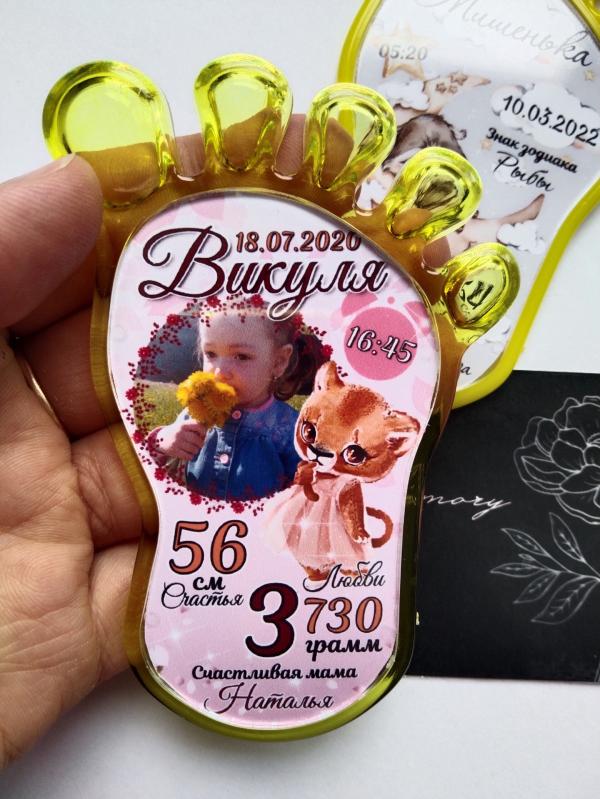 Мишенька
05:20
10.03.2022
Знак зодиака
Рыбы
18.07.2020
Викуля
16:45
56
см
Счастья
Любви
3 730
грамм
Счастливая мама
Наталья